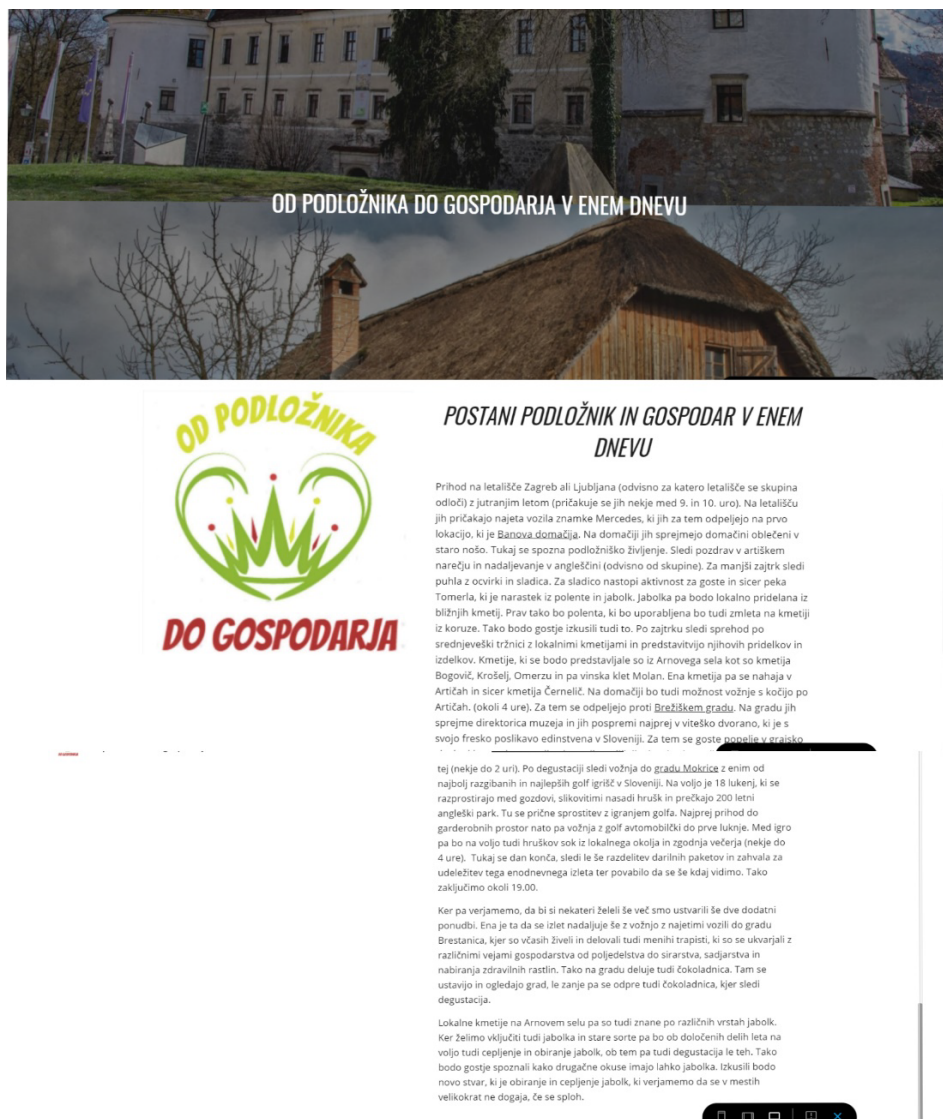 OD PODLOŽNIKA DO GOSPODARJA V ENEM DNEVU
OD PODLOŽNIKA
DO GOSPODARJA
POSTANI PODLOŽNIK IN GOSPODAR V ENEM
DNEVU
Prihod na letališče Zagreb ali Ljubljana (odvisno za katero letališče se skupina
odloči) z jutranjim letom (pričakuje se jih nekje med 9. in 10. uro). Na letališču
jih pričakajo najeta vozila znamke Mercedes, ki jih za tem odpeljejo na prvo
lokacijo, ki je Banova domačija. Na domačiji jih sprejmejo domačini oblečeni v
staro nošo. Tukaj se spozna podložniško življenje. Sledi pozdrav v artiškem
narečju in nadaljevanje v angleščini (odvisno od skupine). Za manjši zajtrk sledi
puhla z ocvirki in sladica. Za sladico nastopi aktivnost za goste in sicer peka
Tomerla, ki je narastek iz polente in jabolk. Jabolka pa bodo lokalno pridelana iz
bližnjih kmetij. Prav tako bo polenta, ki bo uporabljena bo tudi zmleta na kmetiji
iz koruze. Tako bodo gostje izkusili tudi to. Po zajtrku sledi sprehod po
srednjeveški tržnici z lokalnimi kmetijami in predstavitvijo njihovih pridelkov in
izdelkov. Kmetije, ki se bodo predstavljale so iz Arnovega sela kot so kmetija
Bogovič, Krošelj, Omerzu in pa vinska klet Molan. Ena kmetija pa se nahaja v
Artičah in sicer kmetija Černelič. Na domačiji bo tudi možnost vožnje s kočijo po
Artičah. (okoli 4 ure). Za tem se odpeljejo proti Brežiškem gradu. Na gradu jih
sprejme direktorica muzeja in jih pospremi najprej v viteško dvorano, ki je s
svojo fresko poslikavo edinstvena v Sloveniji. Za tem se goste popelje v grajsko
tej (nekje do 2 uri). Po degustaciji sledi vožnja do gradu Mokrice z enim od
najbolj razgibanih in najlepših golf igrišč v Sloveniji. Na voljo je 18 lukenj, ki se
razprostirajo med gozdovi, slikovitimi nasadi hrušk in prečkajo 200 letni
angleški park. Tu se prične sprostitev z igranjem golfa. Najprej prihod do
garderobnih prostor nato pa vožnja z golf avtomobilčki do prve luknje. Med igro
pa bo na voljo tudi hruškov sok iz lokalnega okolja in zgodnja večerja (nekje do
4 ure). Tukaj se dan konča, sledi le še razdelitev darilnih paketov in zahvala za
udeležitev tega enodnevnega izleta ter povabilo da se še kdaj vidimo. Tako
zaključimo okoli 19.00.
Ker pa verjamemo, da bi si nekateri želeli še več smo ustvarili še dve dodatni
ponudbi. Ena je ta da se izlet nadaljuje še z vožnjo z najetimi vozili do gradu
Brestanica, kjer so včasih živeli in delovali tudi menihi trapisti, ki so se ukvarjali z
različnimi vejami gospodarstva od poljedelstva do sirarstva, sadjarstva in
nabiranja zdravilnih rastlin. Tako na gradu deluje tudi čokoladnica. Tam se
ustavijo in ogledajo grad, le zanje pa se odpre tudi čokoladnica, kjer sledi
degustacija.
Lokalne kmetije na Arnovem selu pa so tudi znane po različnih vrstah jabolk.
Ker želimo vključiti tudi jabolka in stare sorte pa bo ob določenih delih leta na
voljo tudi cepljenje in obiranje jabolk, ob tem pa tudi degustacija le teh. Tako
bodo gostje spoznali kako drugačne okuse imajo lahko jabolka. Izkusili bodo
novo stvar, ki je obiranje in cepljenje jabolk, ki verjamemo da se v mestih
velikokrat ne dogaja, če se sploh.